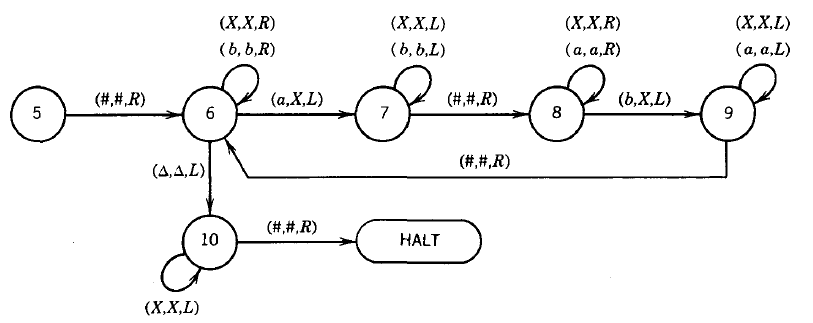 (X,X,R) (X,X,L) (X,X,R) (X,X,L)
(b,b,R) (b,b,L) (a,a,R) (a,a,L)
5 (#,#,R) 6 (a,X,L) 7 (#,#,R) 8 (b,X,L) 9
(#,#,R)
(Δ,Δ,L)
10 (#,#,R) HALT
(X,X,L)